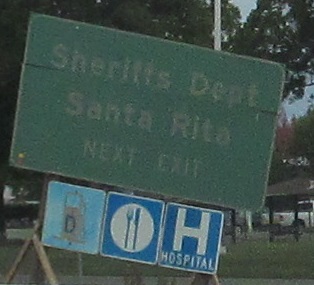 Sheriffs Dept
Santa Rita
NEXT EXIT
D
H
HOSPITAL